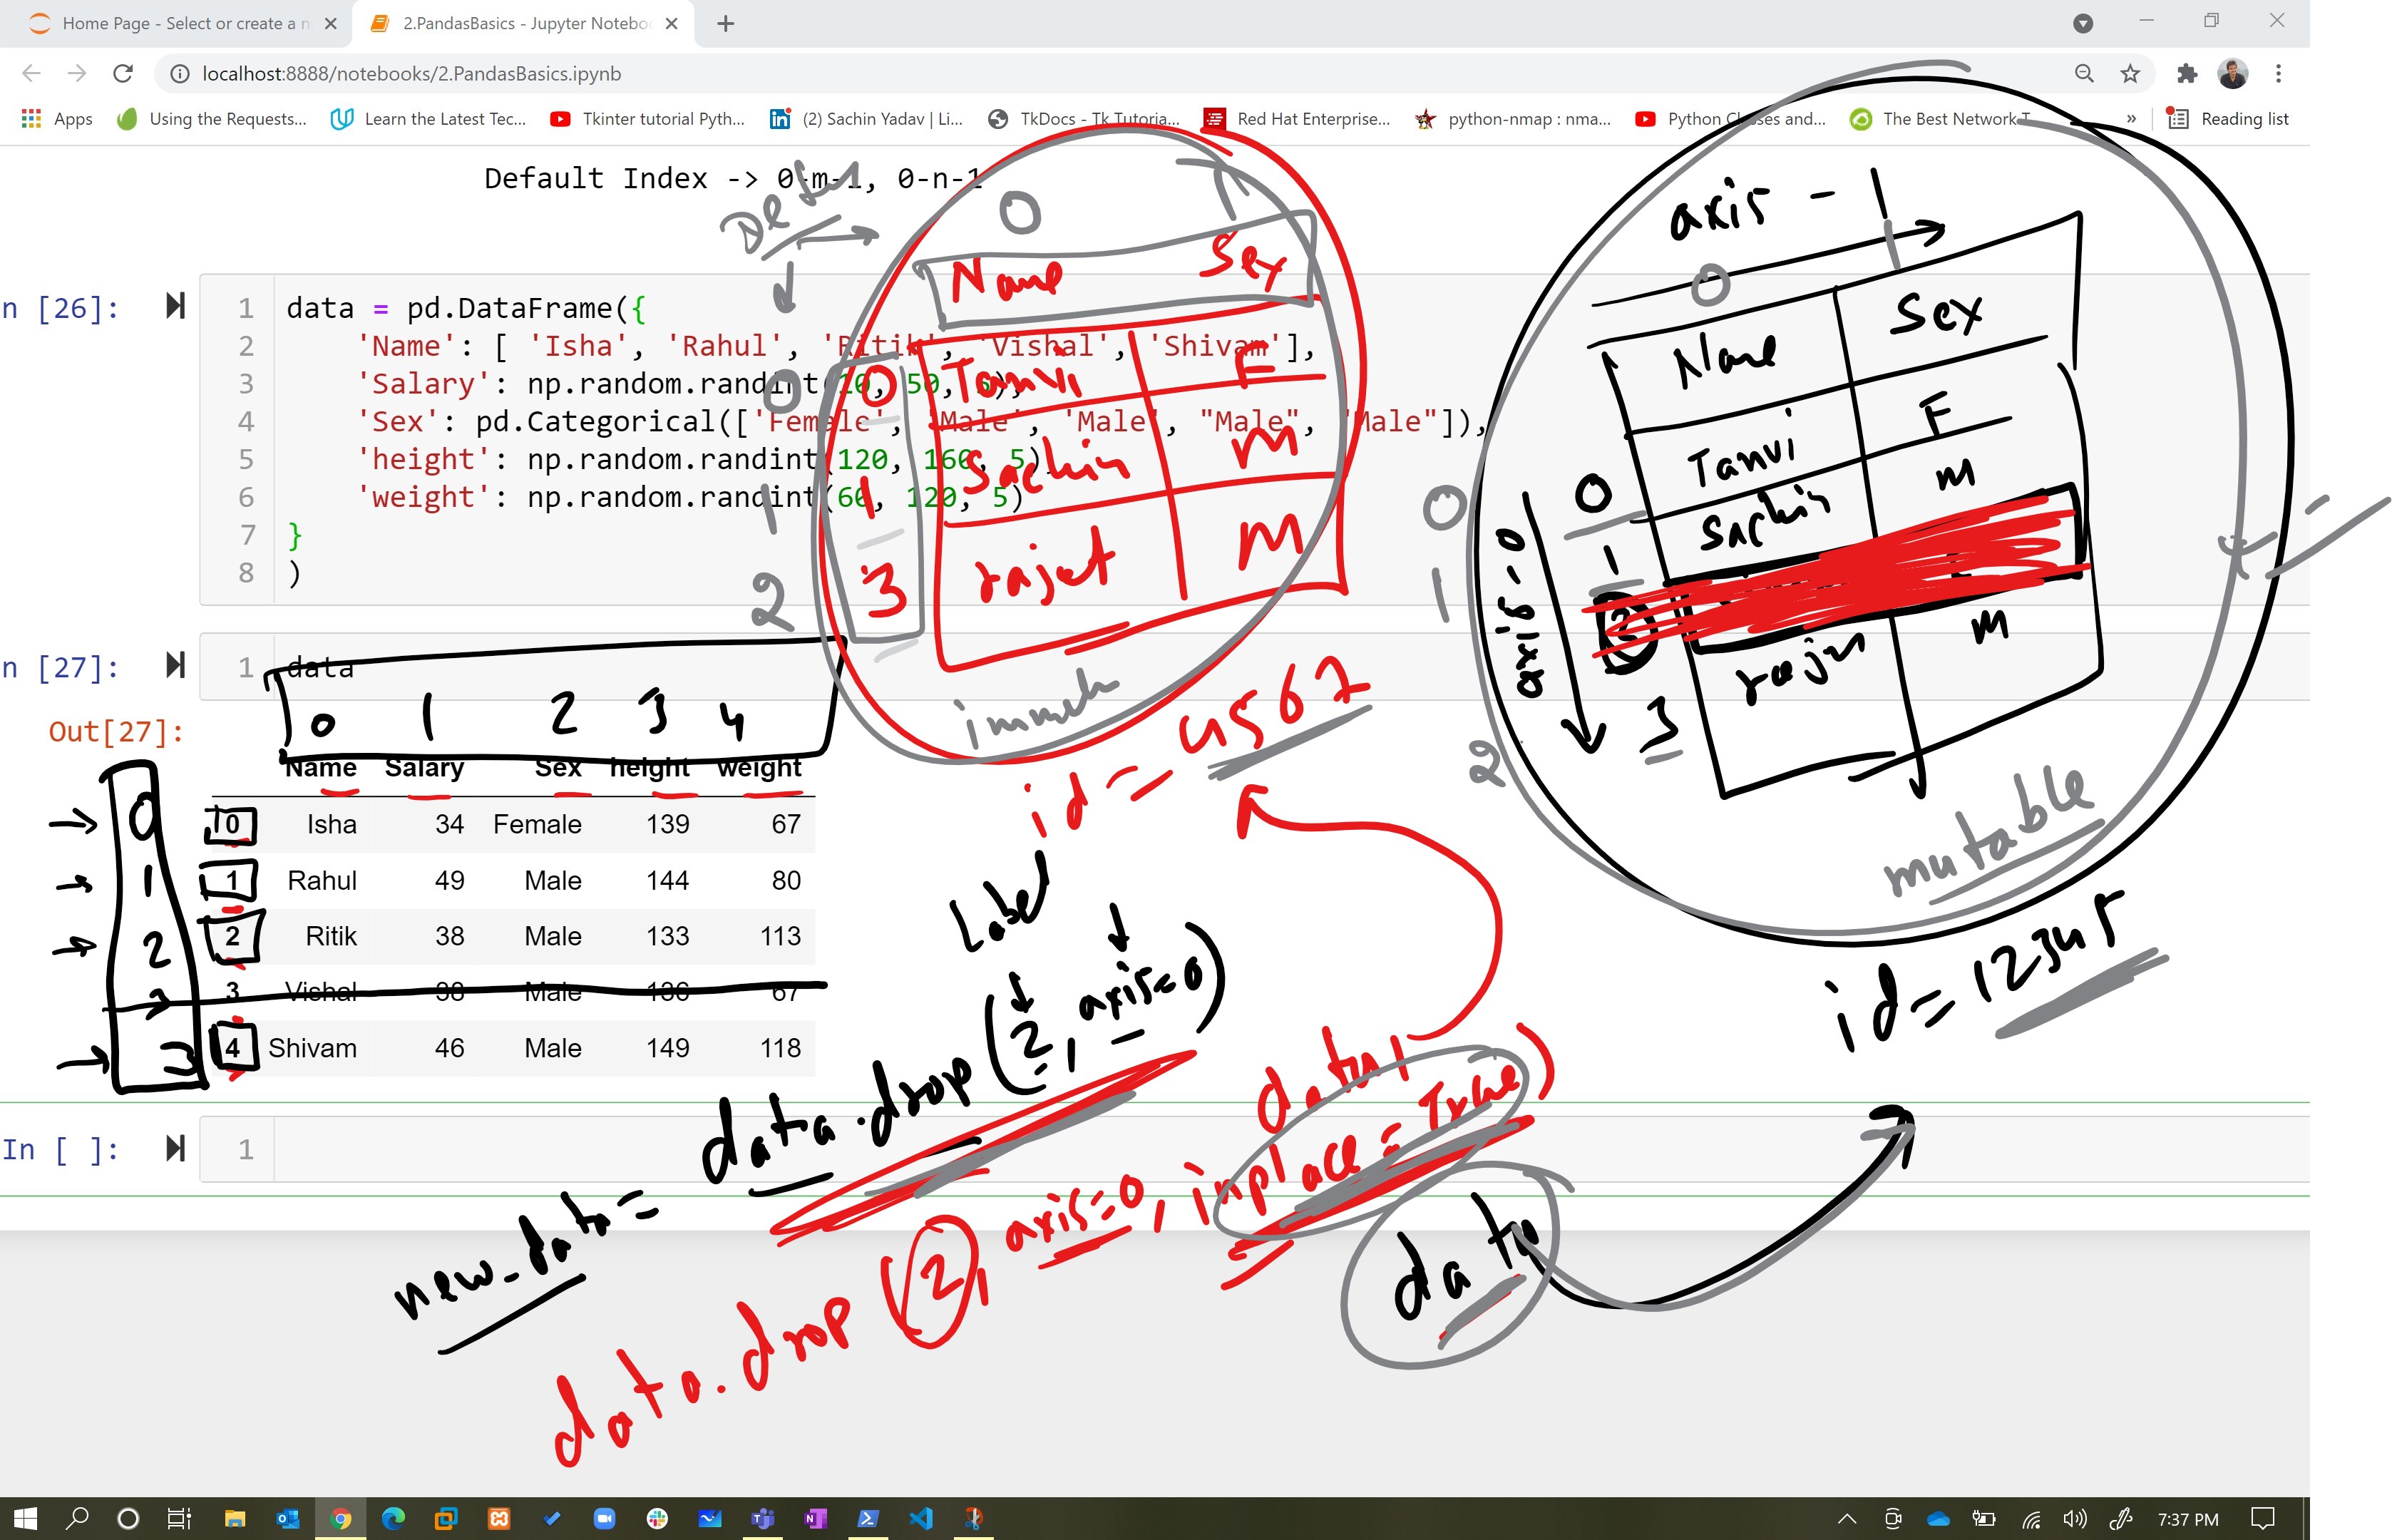 Home Page - Select or create a n
2.PandasBasics - Jupyter Notebo
localhost:8888/notebooks/2.PandasBasics.ipynb
Apps
Using the Requests...
Learn the Latest Tec...
Tkinter tutorial Pyth...
(2) Sachin Yadav | Li...
TkDocs - Tk Tutoria...
Red Hat Enterprise...
python-nmap : nma...
Python Classes and...
The Best Network T
»
Reading list
Default Index -> 0-m-1, 0-n-1
n [26]:
1 data = pd.DataFrame({
2 'Name': [ 'Isha', 'Rahul', 'Ritik', 'Vishal', 'Shivam'],
3 'Salary': np.random.randint(10, 50, 5),
4 'Sex': pd.Categorical(['Female', 'Male', 'Male', "Male", "Male"]),
5 'height': np.random.randint(120, 160, 5),
6 'weight': np.random.randint(60, 120, 5)
7 }
8 )
n [27]:
1 data
Out[27]:
0 1 2 3 4
Name Salary Sex height weight
0 0 Isha 34 Female 139 67
1 1 Rahul 49 Male 144 80
2 2 Ritik 38 Male 133 113
3 3 Vishal 38 Male 136 67
3 4 Shivam 46 Male 149 118
In [ ]:
1
0 1
Name Sex
0 0 Tanvi F
1 1 Sachin M
2 3 rajat M
id = 4567
axis - 1
0 1
Name Sex
0 Tanvi F
0 1 Sachin M
1 2
2 3 M
axis-0
mutable
id = 12345
Label
new_data = data.drop(2, axis=0)
data1
data.drop(2, axis=0, inplace=True)
data
7:37 PM